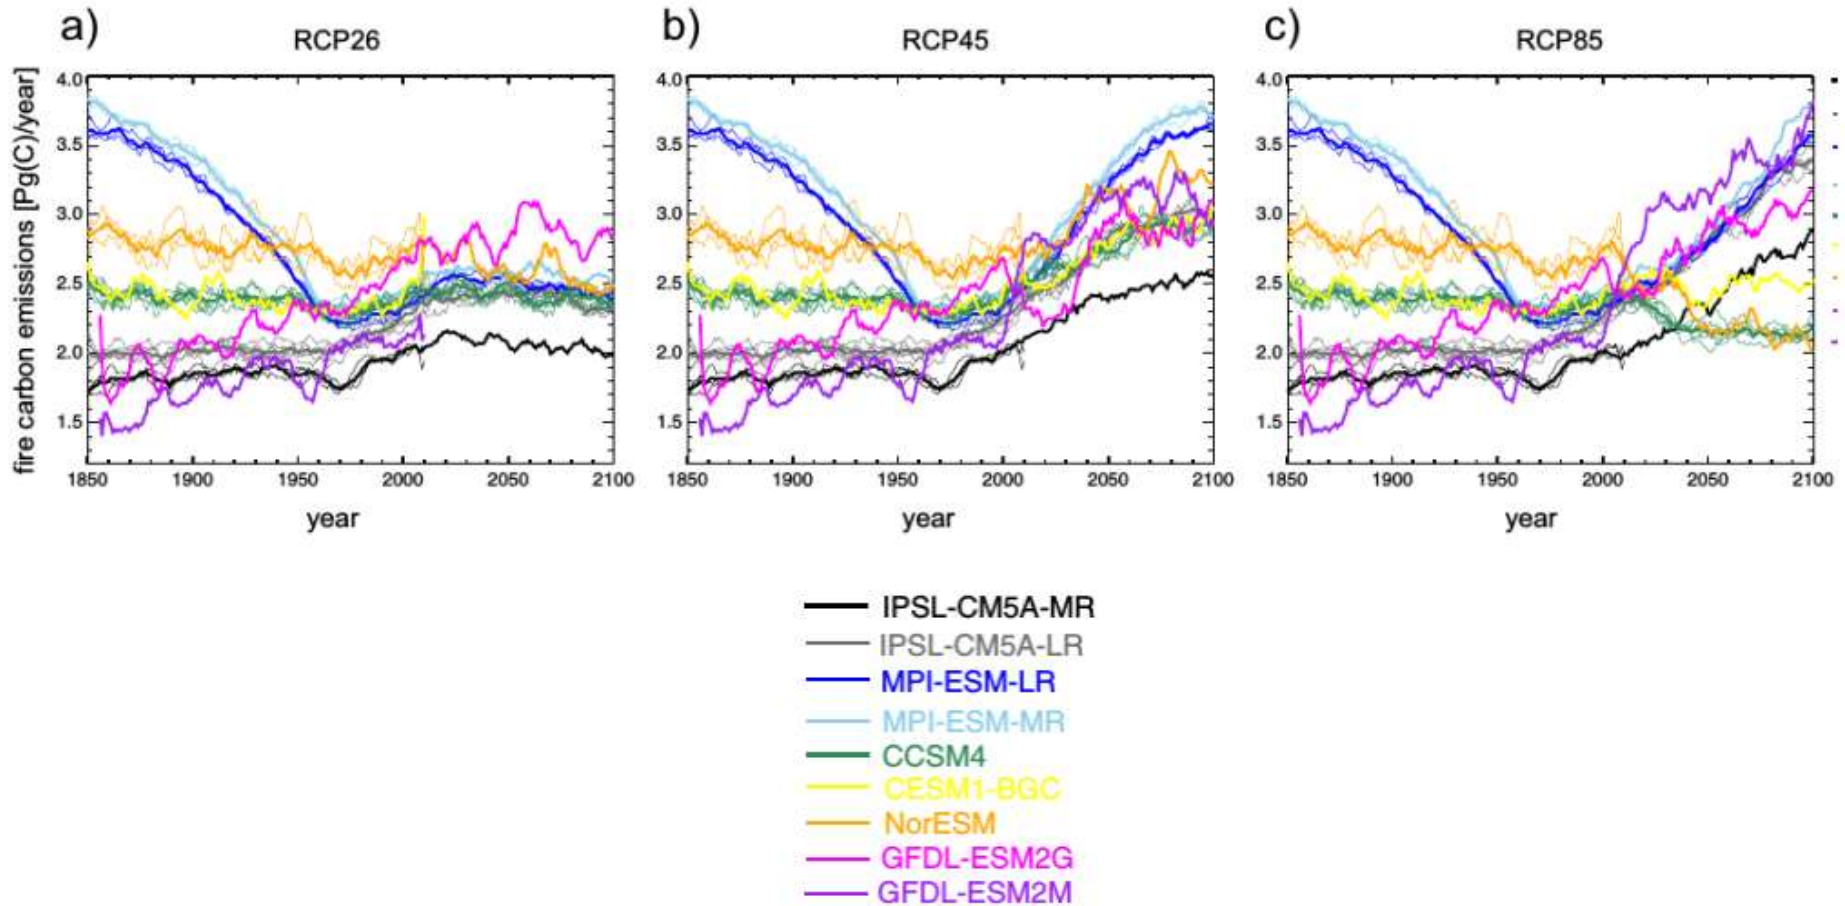 a) RCP26
b) RCP45
c) RCP85
fire carbon emissions [Pg(C)/year]
4.0
3.5
3.0
2.5
2.0
1.5
1850 1900 1950 2000 2050 2100
year
4.0
3.5
3.0
2.5
2.0
1.5
1850 1900 1950 2000 2050 2100
year
4.0
3.5
3.0
2.5
2.0
1.5
1850 1900 1950 2000 2050 2100
year
IPSL-CM5A-MR
IPSL-CM5A-LR
MPI-ESM-LR
MPI-ESM-MR
CCSM4
CESM1-BGC
NorESM
GFDL-ESM2G
GFDL-ESM2M